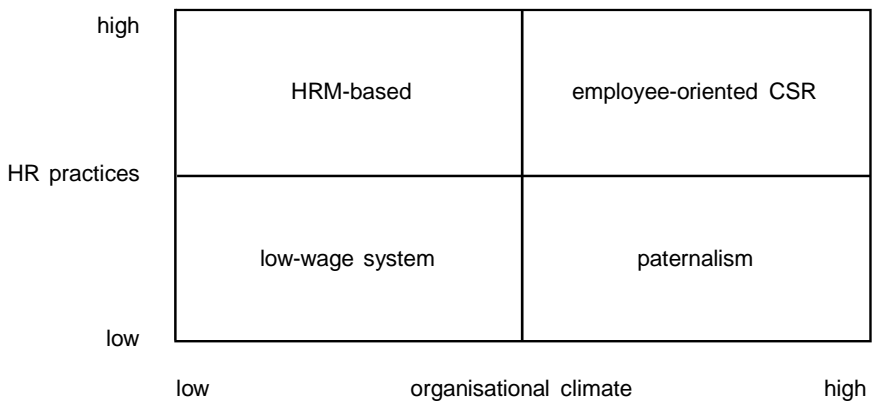 high
HRM-based employee-oriented CSR
HR practices
low-wage system paternalism
low
low organisational climate high